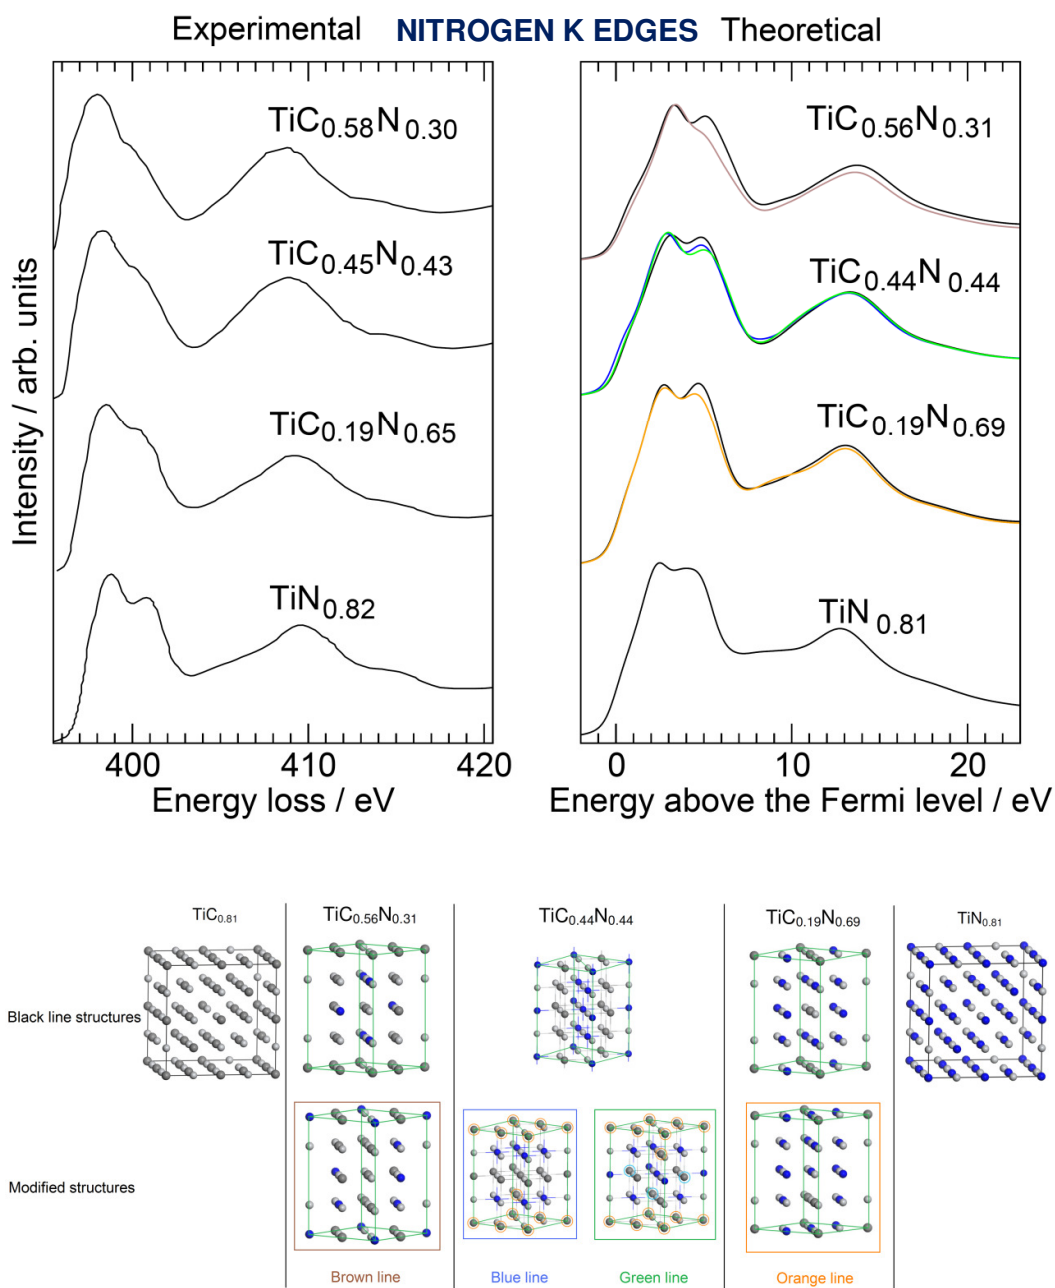 Experimental NITROGEN K EDGES Theoretical
Intensity / arb. units
TiC0.58N0.30
TiC0.45N0.43
TiC0.19N0.65
TiN0.82
400 410 420
Energy loss / eV
TiC0.56N0.31
TiC0.44N0.44
TiC0.19N0.69
TiN0.81
0 10 20
Energy above the Fermi level / eV
TiC0.81 TiC0.56N0.31 TiC0.44N0.44 TiC0.19N0.69 TiN0.81
Black line structures
Modified structures
Brown line Blue line Green line Orange line